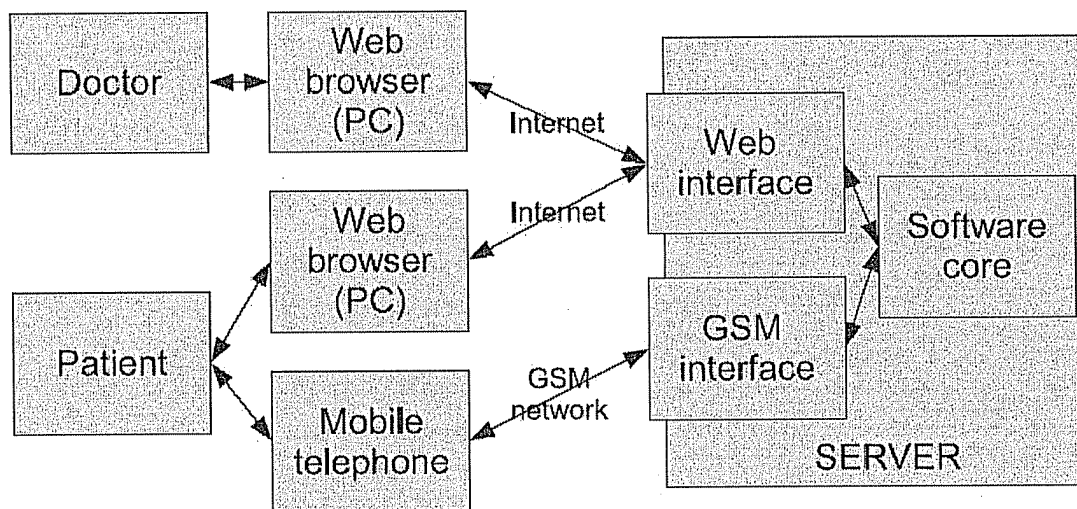 Doctor
Web
browser
(PC)
Internet
Web
interface
Internet
Web
browser
(PC)
Software
core
Patient
GSM
interface
GSM
network
Mobile
telephone
SERVER